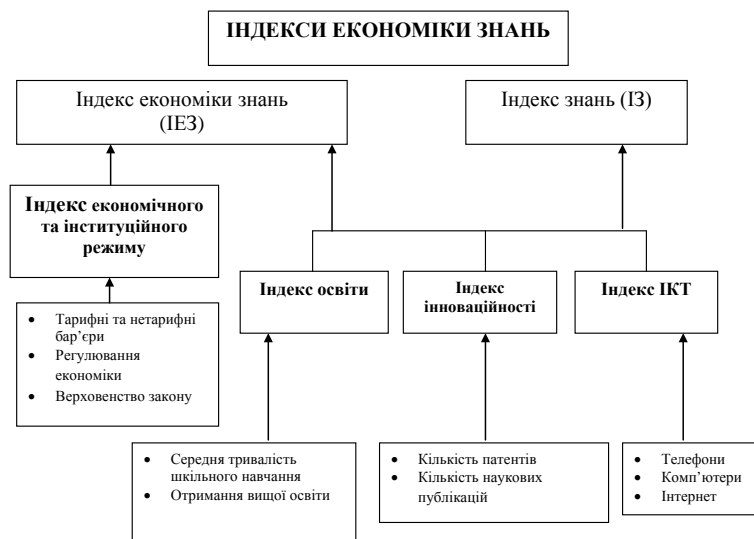 ІНДЕКСИ ЕКОНОМІКИ ЗНАНЬ
Індекс економіки знань
(ІЕЗ)
Індекс знань (ІЗ)
Індекс економічного
та інституційного
режиму
Індекс освіти
Індекс
інноваційності
Індекс ІКТ
• Тарифні та нетарифні
бар’єри
• Регулювання
економіки
• Верховенство закону
• Середня тривалість
шкільного навчання
• Отримання вищої освіти
• Кількість патентів
• Кількість наукових
публікацій
• Телефони
• Комп’ютери
• Інтернет